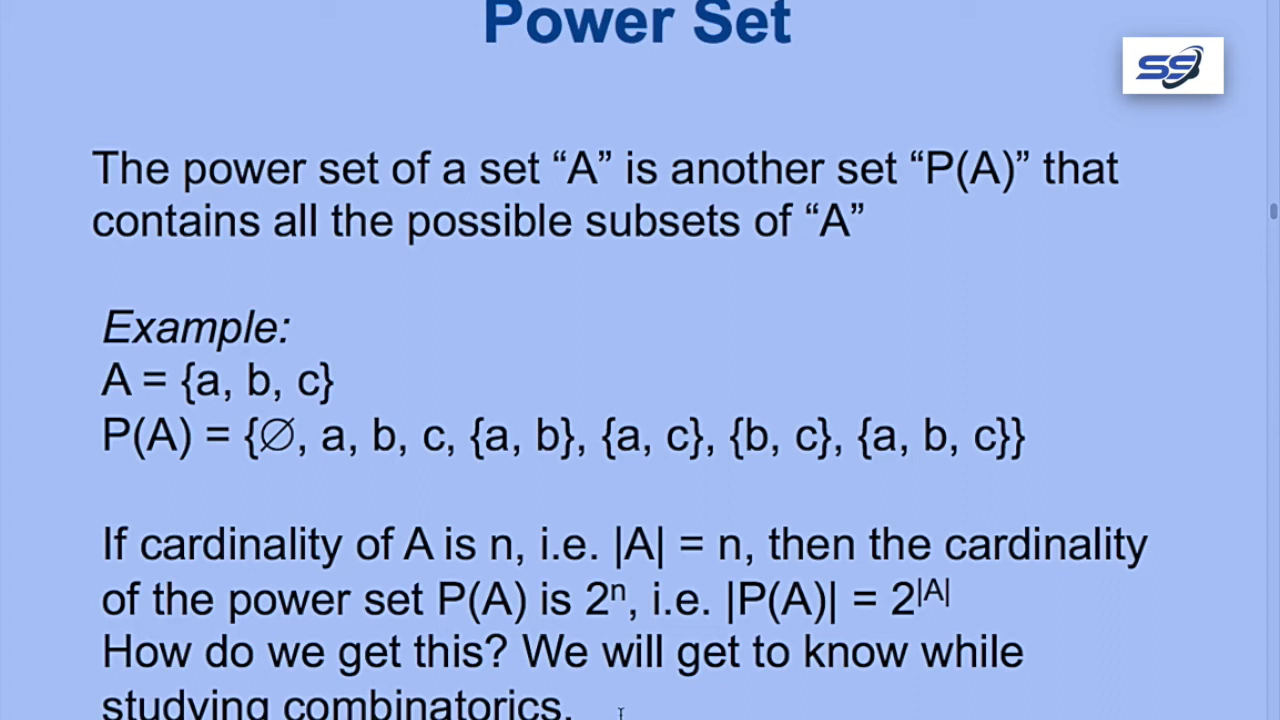 Power Set
SS
The power set of a set “A” is another set “P(A)” that
contains all the possible subsets of “A”
Example:
A = {a, b, c}
P(A) = {∅, a, b, c, {a, b}, {a, c}, {b, c}, {a, b, c}}
If cardinality of A is n, i.e. |A| = n, then the cardinality
of the power set P(A) is 2ⁿ, i.e. |P(A)| = 2^|A|
How do we get this? We will get to know while
studying combinatorics.